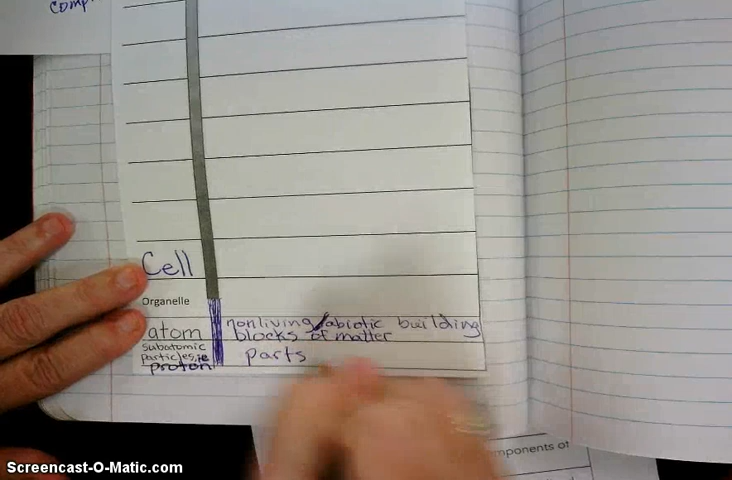 comp
Cell
Organelle
atom nonliving/abiotic building
blocks of matter
subatomic
particles, ie parts
proton
omponents of
Screencast-O-Matic.com